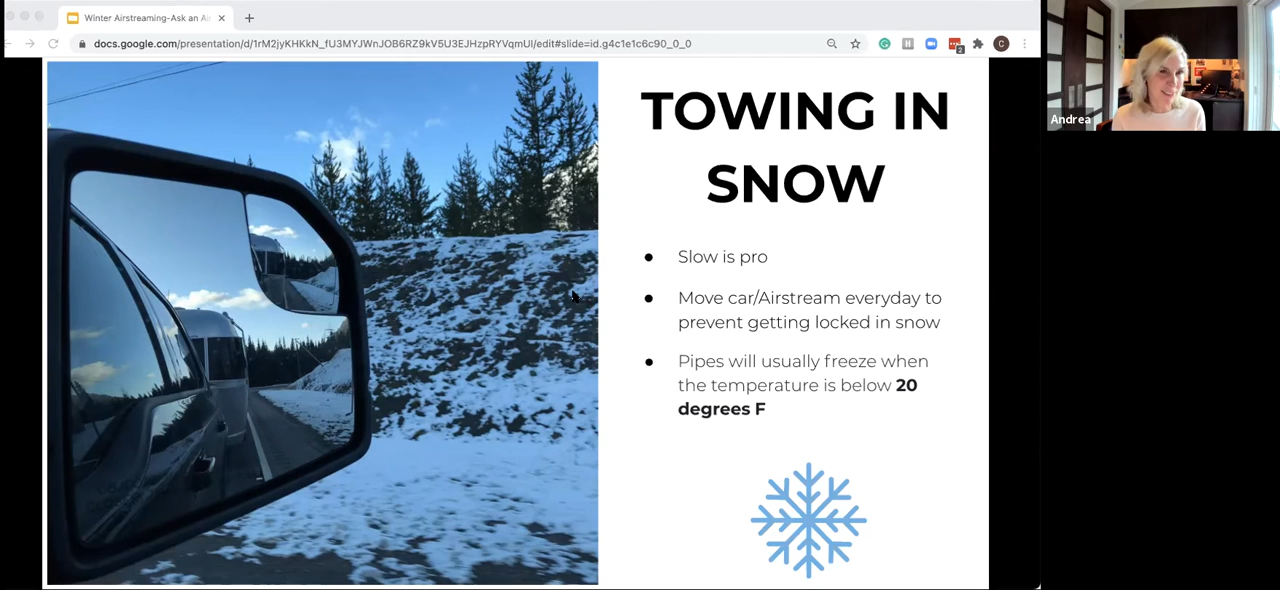 Winter Airstreaming-Ask an Air
docs.google.com/presentation/d/1rM2jyKHKkN_fU3MYJWnJOB6RZ9kV5U3EJHzpRYVqmUI/edit#slide=id.g4c1e1c6c90_0_0
2
C
Andrea
TOWING IN
SNOW
● Slow is pro
● Move car/Airstream everyday to
prevent getting locked in snow
● Pipes will usually freeze when
the temperature is below 20
degrees F